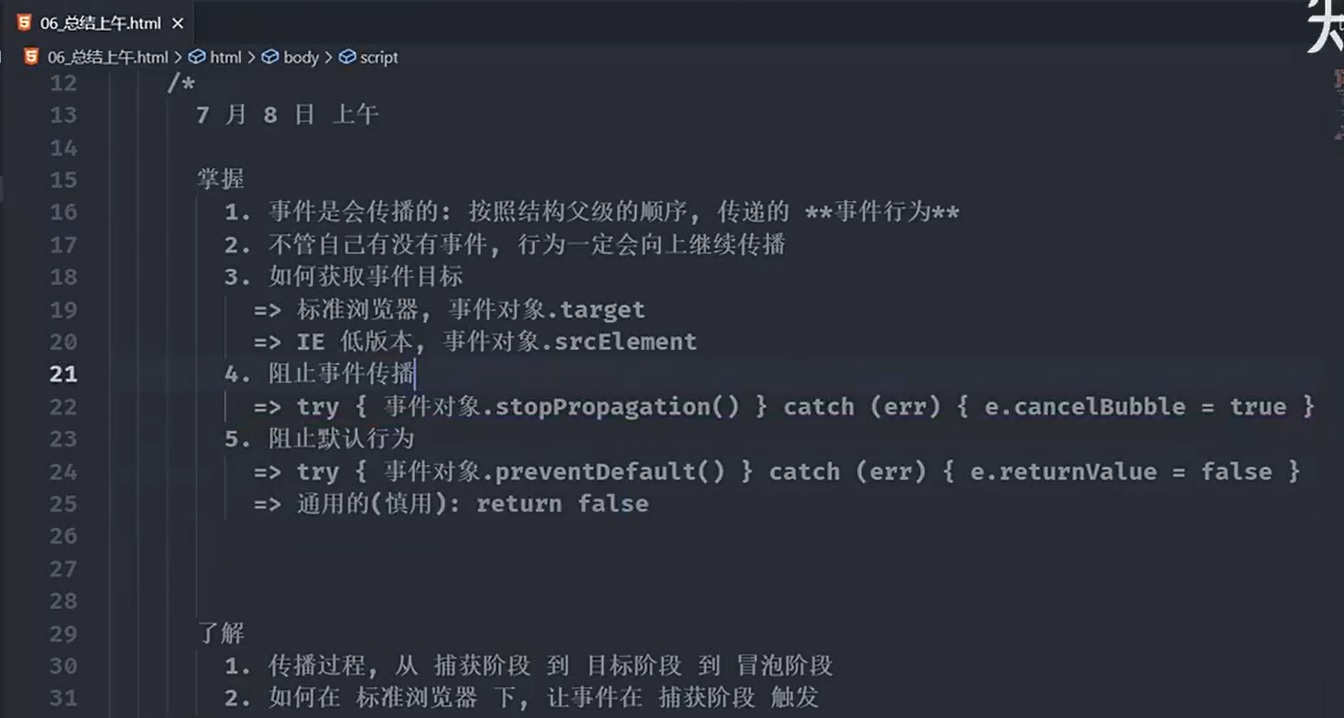 06_总结上午.html ×
06_总结上午.html > html > body > script
12 /*
13 7 月 8 日 上午
14
15 掌握
16 1. 事件是会传播的: 按照结构父级的顺序, 传递的 **事件行为**
17 2. 不管自己有没有事件, 行为一定会向上继续传播
18 3. 如何获取事件目标
19 => 标准浏览器, 事件对象.target
20 => IE 低版本, 事件对象.srcElement
21 4. 阻止事件传播
22 => try { 事件对象.stopPropagation() } catch (err) { e.cancelBubble = true }
23 5. 阻止默认行为
24 => try { 事件对象.preventDefault() } catch (err) { e.returnValue = false }
25 => 通用的(慎用): return false
26
27
28
29 了解
30 1. 传播过程, 从 捕获阶段 到 目标阶段 到 冒泡阶段
31 2. 如何在 标准浏览器 下, 让事件在 捕获阶段 触发